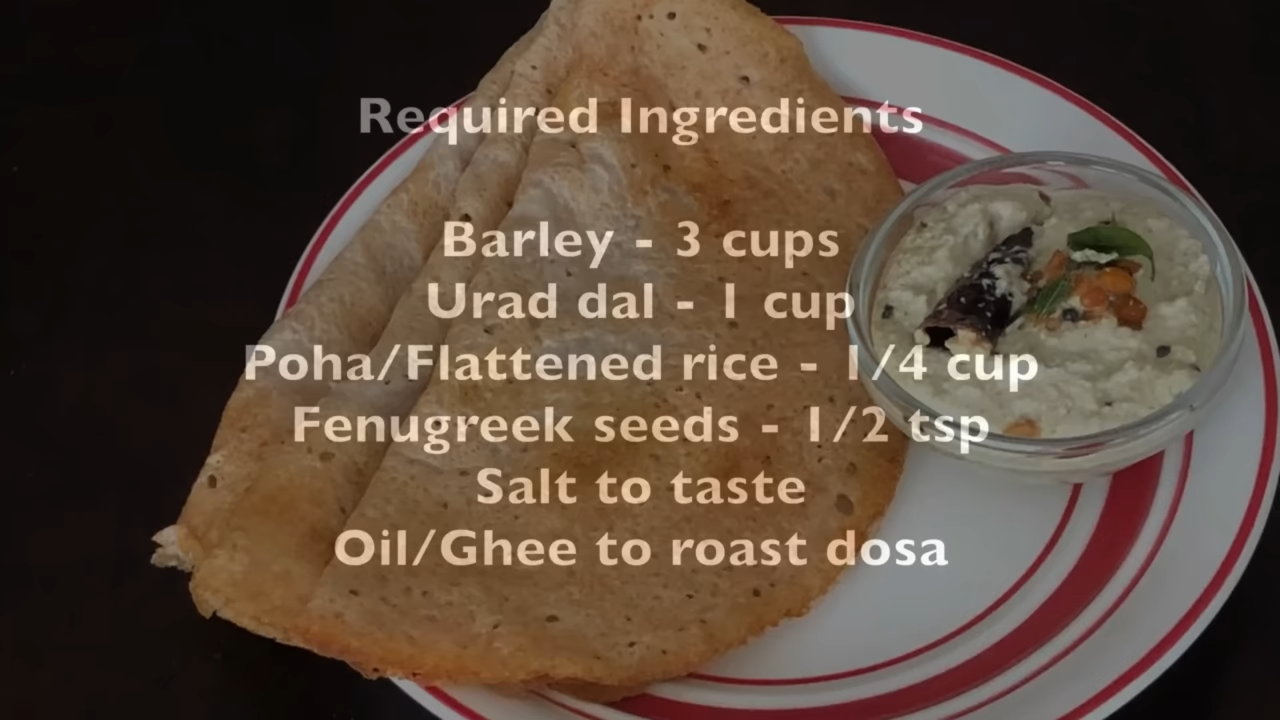 Required Ingredients
Barley - 3 cups
Urad dal - 1 cup
Poha/Flattened rice - 1/4 cup
Fenugreek seeds - 1/2 tsp
Salt to taste
Oil/Ghee to roast dosa